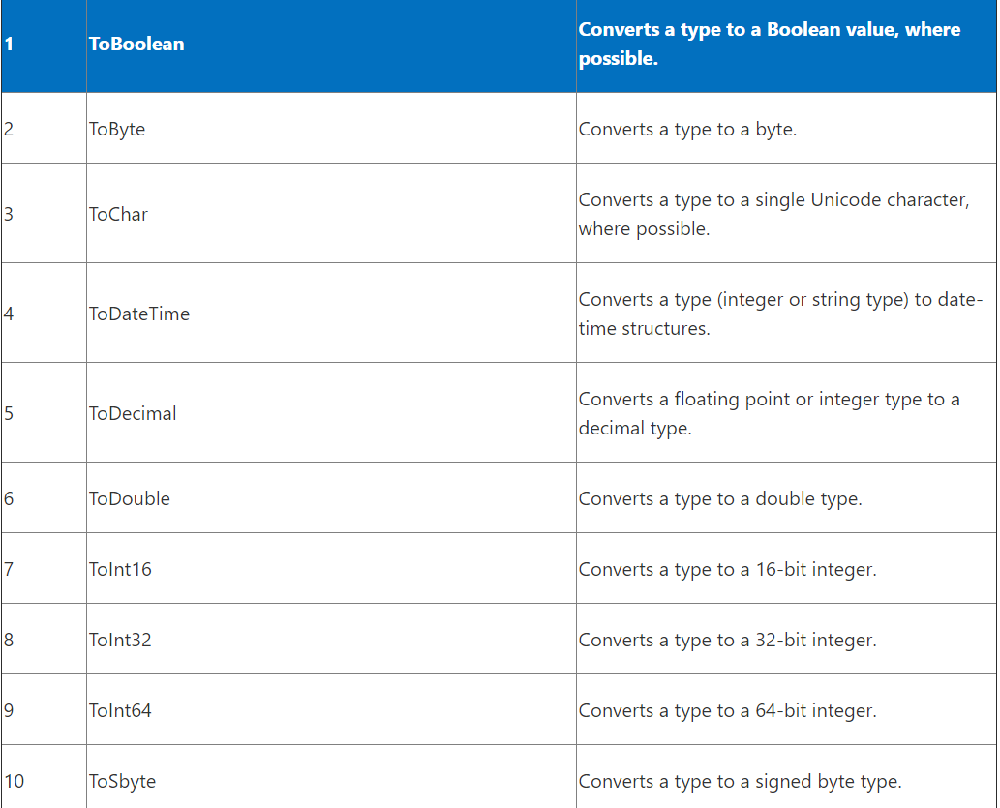 1 ToBoolean Converts a type to a Boolean value, where
possible.
2 ToByte Converts a type to a byte.
3 ToChar Converts a type to a single Unicode character,
where possible.
4 ToDateTime Converts a type (integer or string type) to date-
time structures.
5 ToDecimal Converts a floating point or integer type to a
decimal type.
6 ToDouble Converts a type to a double type.
7 ToInt16 Converts a type to a 16-bit integer.
8 ToInt32 Converts a type to a 32-bit integer.
9 ToInt64 Converts a type to a 64-bit integer.
10 ToSbyte Converts a type to a signed byte type.